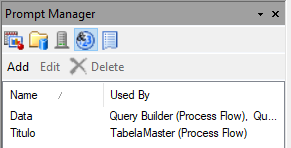 Prompt Manager
Add Edit Delete
Name / Used By
Data Query Builder (Process Flow), Qu...
Titulo TabelaMaster (Process Flow)